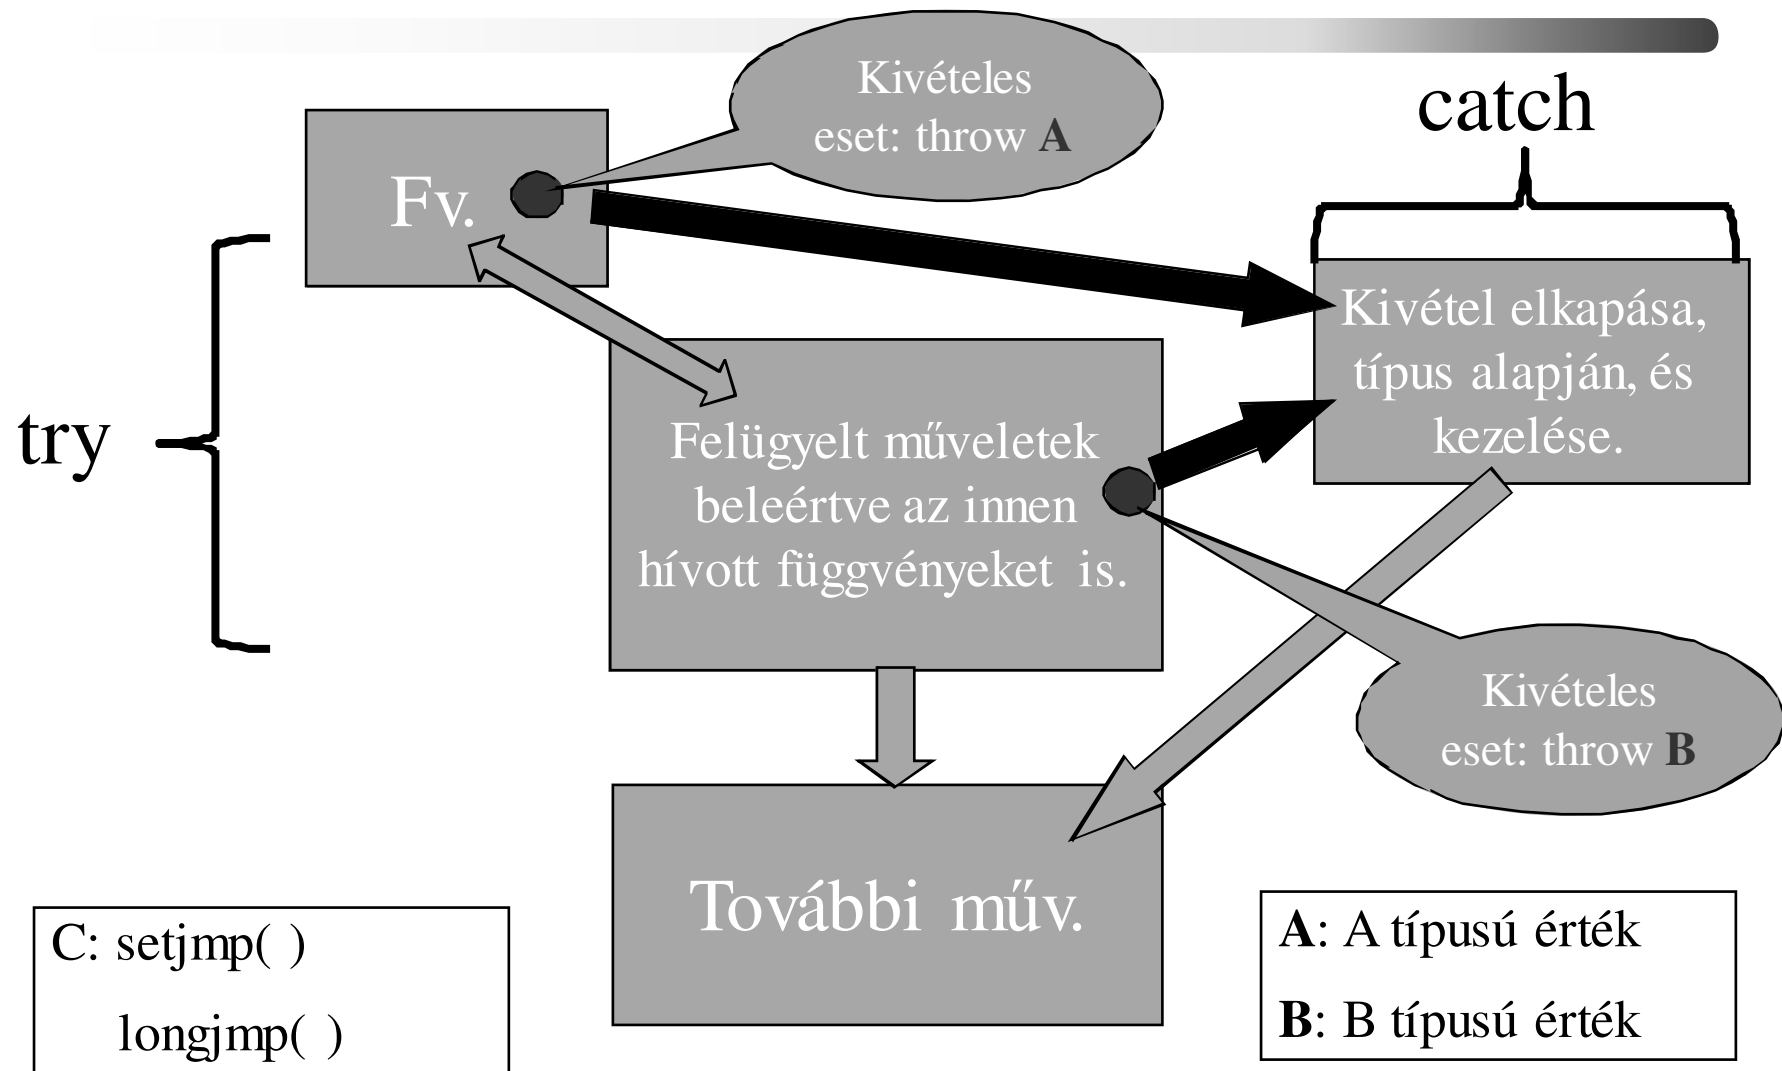 Kivételes
eset: throw A
catch
Fv.
Kivétel elkapása,
típus alapján, és
kezelése.
try
Felügyelt műveletek
beleértve az innen
hívott függvényeket is.
Kivételes
eset: throw B
További műv.
C: setjmp( )
longjmp( )
A: A típusú érték
B: B típusú érték